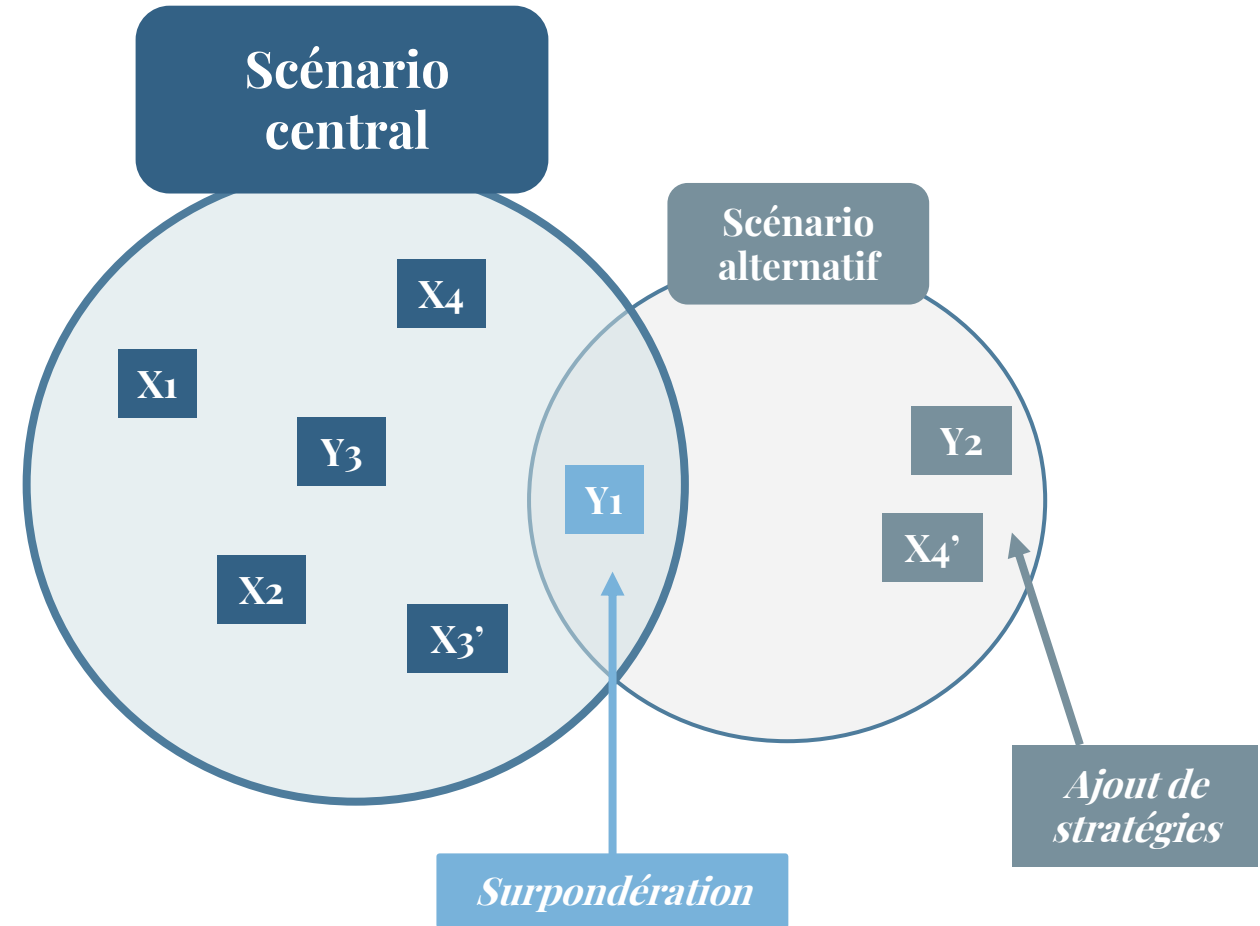 Scénario
central
Scénario
alternatif
X4
X1
Y3
Y2
Y1
X4’
X2
X3’
Ajout de
stratégies
Surpondération